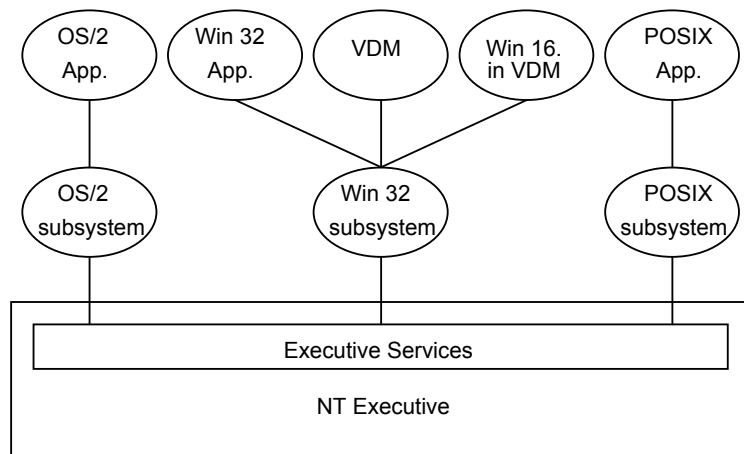 OS/2
App.
Win 32
App.
VDM
Win 16.
in VDM
POSIX
App.
OS/2
subsystem
Win 32
subsystem
POSIX
subsystem
Executive Services
NT Executive